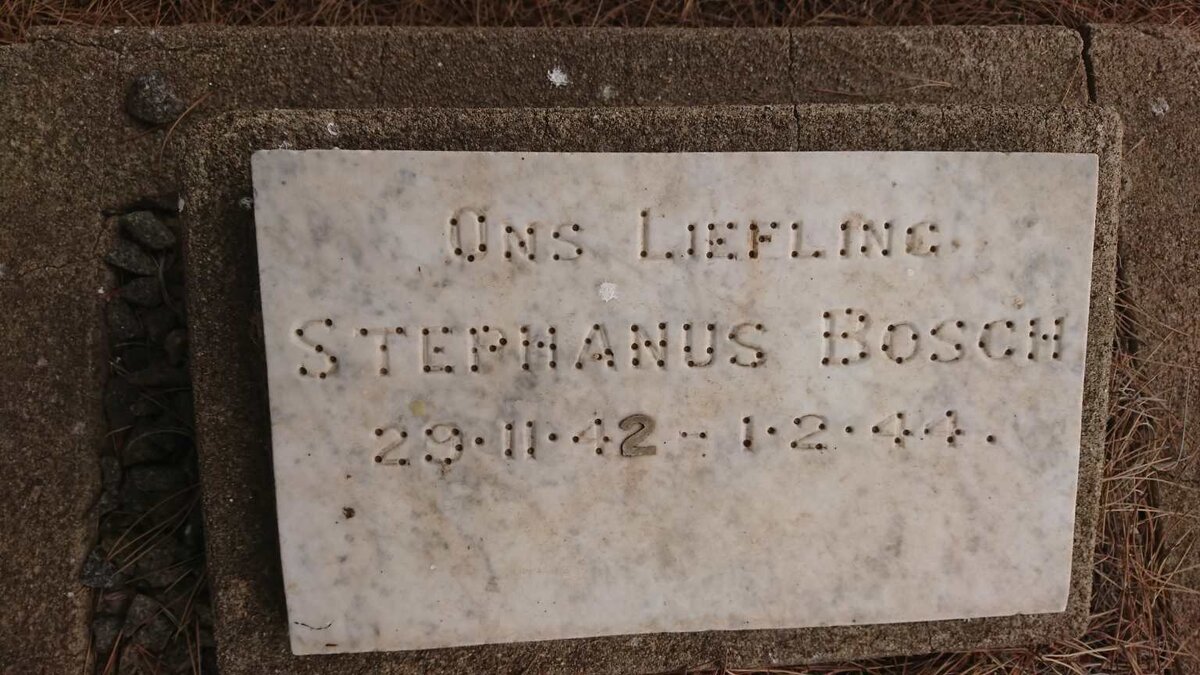 ONS LIEFLING
STEPHANUS BOSCH
29·11·42 - 1·2·44.